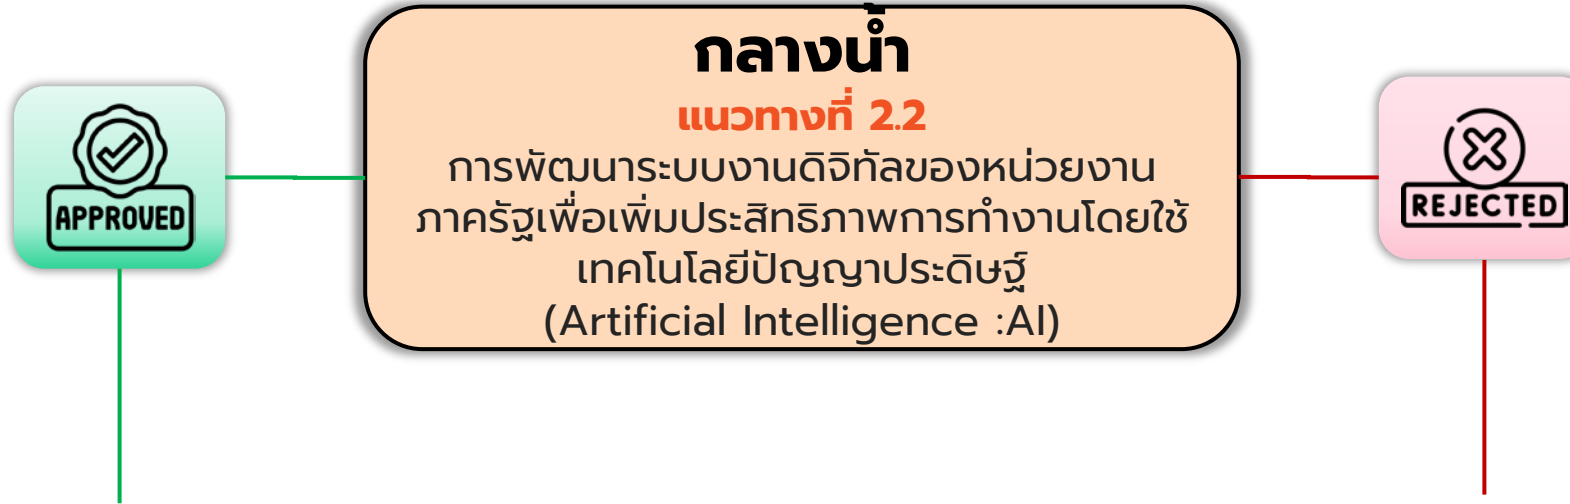 กลางน้ำ
แนวทางที่ 2.2
การพัฒนาระบบงานดิจิทัลของหน่วยงาน
ภาครัฐเพื่อเพิ่มประสิทธิภาพการทำงานโดยใช้
เทคโนโลยีปัญญาประดิษฐ์
(Artificial Intelligence :AI)
APPROVED
REJECTED